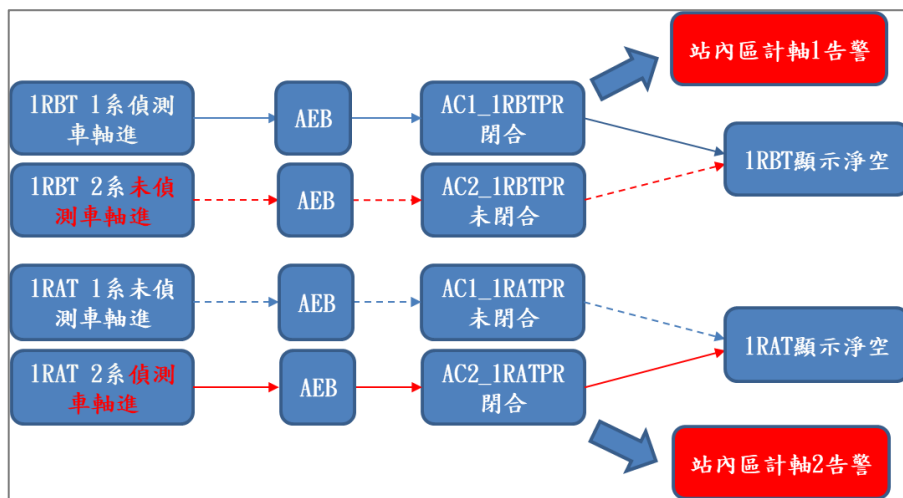 站內區計軸1告警
1RBT 1系偵測
車軸進
AEB
AC1_1RBTPR
閉合
1RBT顯示淨空
1RBT 2系未偵
測車軸進
AEB
AC2_1RBTPR
未閉合
1RAT 1系未偵
測車軸進
AEB
AC1_1RATPR
未閉合
1RAT顯示淨空
1RAT 2系偵測
車軸進
AEB
AC2_1RATPR
閉合
站內區計軸2告警